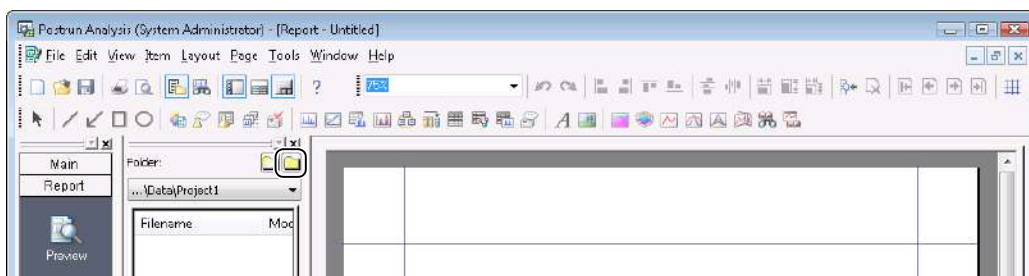 Postrun Analysis (System Administrator) - [Report - Untitled]
File Edit View Item Layout Page Tools Window Help
75%
Main
Folder:
Report
...\Data\Project1
Filename Mod
Preview